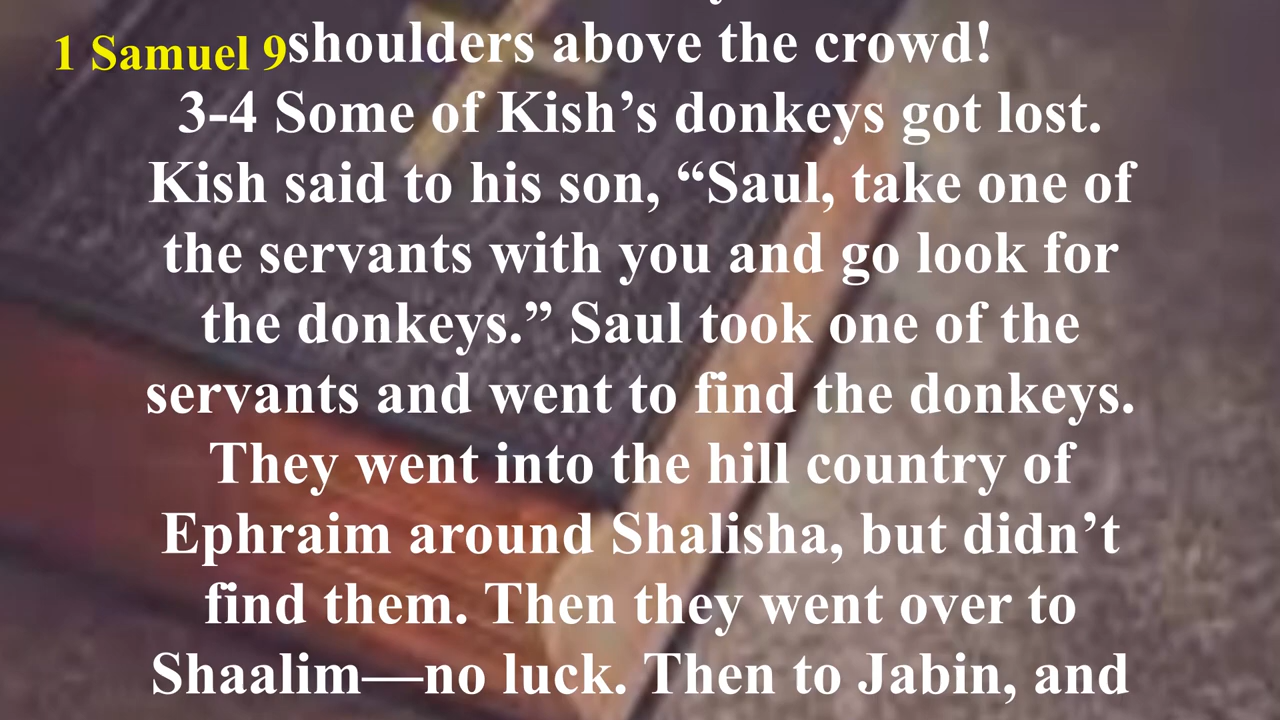 1 Samuel 9
shoulders above the crowd!
3-4 Some of Kish’s donkeys got lost.
Kish said to his son, “Saul, take one of
the servants with you and go look for
the donkeys.” Saul took one of the
servants and went to find the donkeys.
They went into the hill country of
Ephraim around Shalisha, but didn’t
find them. Then they went over to
Shaalim—no luck. Then to Jabin, and